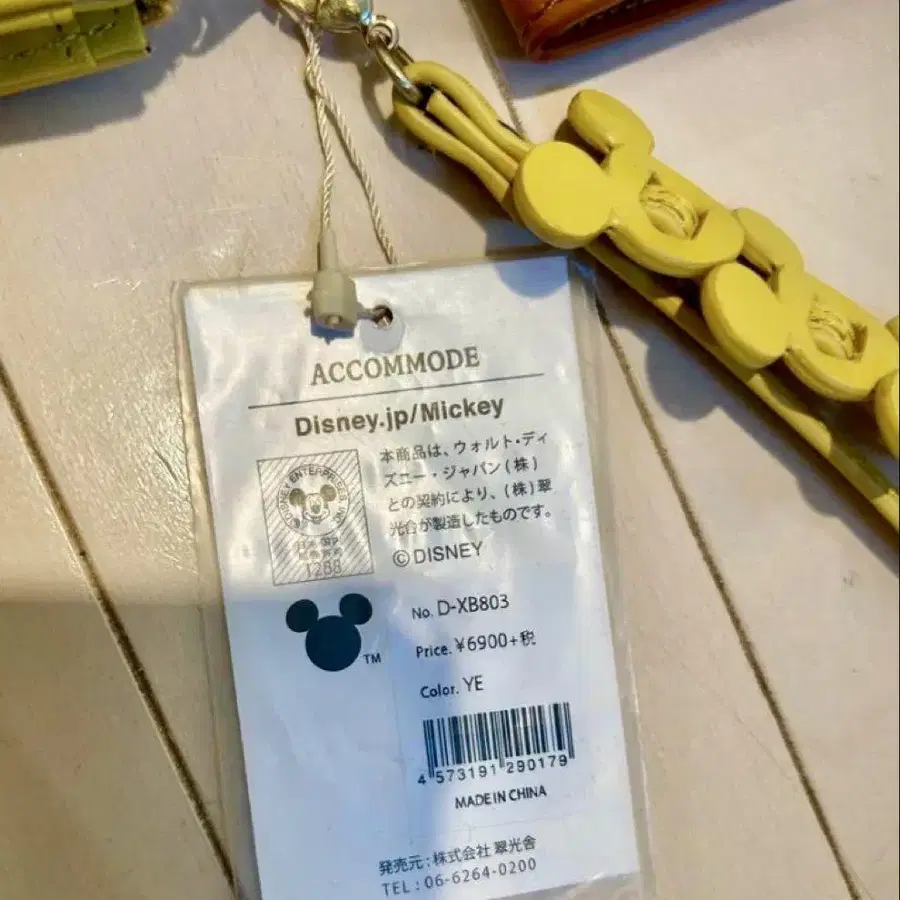 ACCOMMODE
Disney.jp/Mickey
本商品は、ウォルト・ディ
ズニー・ジャパン(株)
との契約により、(株)翠
光舎が製造したものです。
©DISNEY
DISNEY ENTERPRISES INC.
1288
TM
No. D-XB803
Price. ¥6900+税
Color. YE
4 573191 290179
MADE IN CHINA
発売元:株式会社 翠光舎
TEL:06-6264-0200